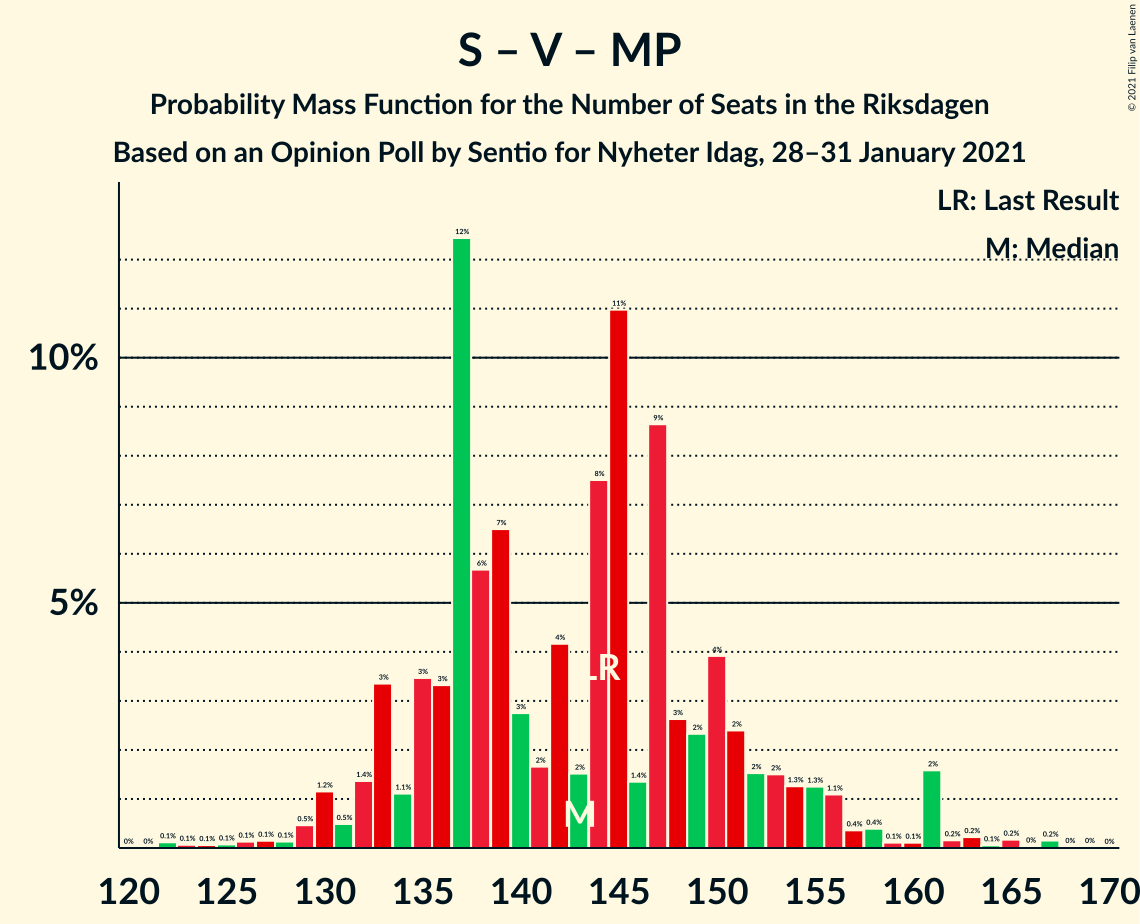 S – V – MP
Probability Mass Function for the Number of Seats in the Riksdagen
Based on an Opinion Poll by Sentio for Nyheter Idag, 28–31 January 2021
© 2021 Filip van Laenen
LR: Last Result
M: Median
10%
5%
0% 0% 0.1% 0.1% 0.1% 0.1% 0.1% 0.1% 0.1% 0.5% 1.2% 0.5% 1.4% 3% 1.1% 3% 3% 12% 6% 7% 3% 2% 4% 2% 8% 11% 1.4% 9% 3% 2% 4% 2% 2% 2% 1.3% 1.3% 1.1% 0.4% 0.4% 0.1% 0.1% 2% 0.2% 0.2% 0.1% 0.2% 0% 0.2% 0% 0% 0%
LR
M
120 125 130 135 140 145 150 155 160 165 170